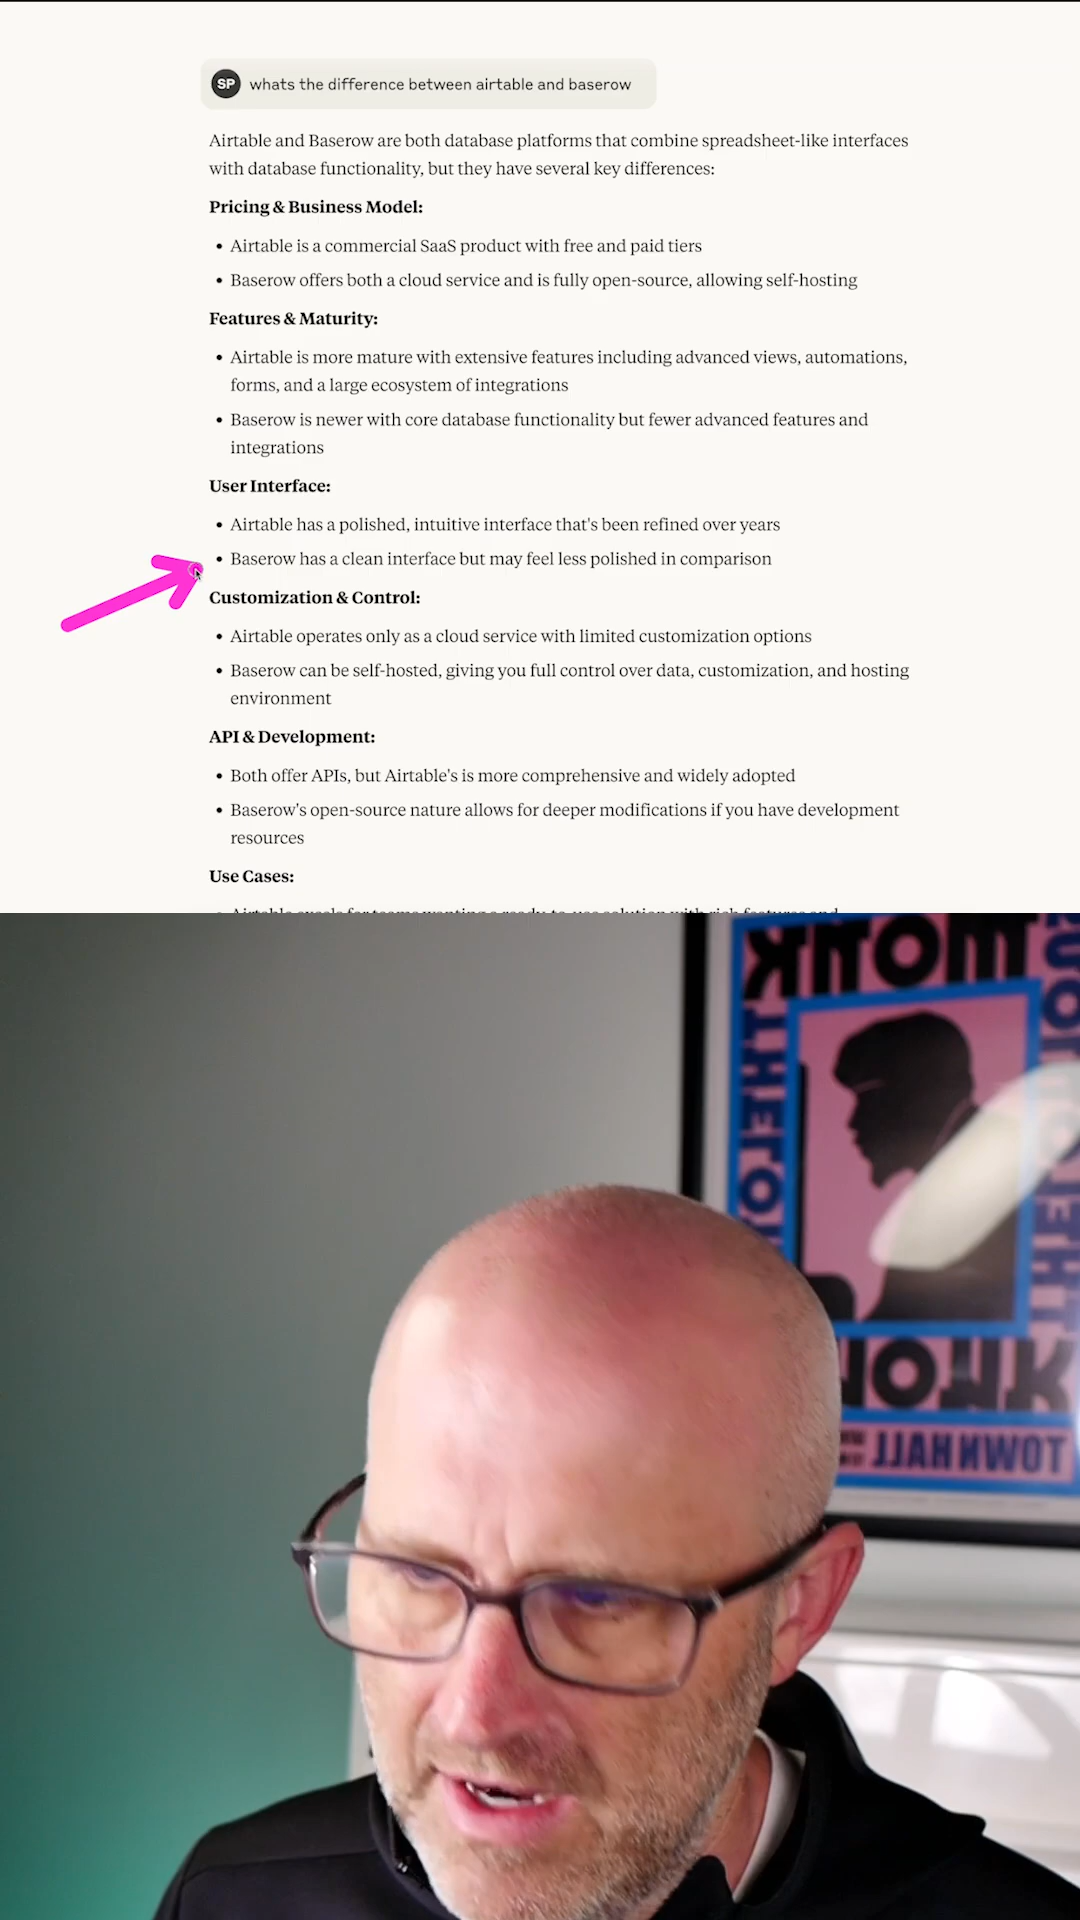 SP whats the difference between airtable and baserow
Airtable and Baserow are both database platforms that combine spreadsheet-like interfaces
with database functionality, but they have several key differences:
Pricing & Business Model:
• Airtable is a commercial SaaS product with free and paid tiers
• Baserow offers both a cloud service and is fully open-source, allowing self-hosting
Features & Maturity:
• Airtable is more mature with extensive features including advanced views, automations,
forms, and a large ecosystem of integrations
• Baserow is newer with core database functionality but fewer advanced features and
integrations
User Interface:
• Airtable has a polished, intuitive interface that's been refined over years
• Baserow has a clean interface but may feel less polished in comparison
Customization & Control:
• Airtable operates only as a cloud service with limited customization options
• Baserow can be self-hosted, giving you full control over data, customization, and hosting
environment
API & Development:
• Both offer APIs, but Airtable's is more comprehensive and widely adopted
• Baserow's open-source nature allows for deeper modifications if you have development
resources
Use Cases:
MONK
THELO
MONK
TOWN HALL